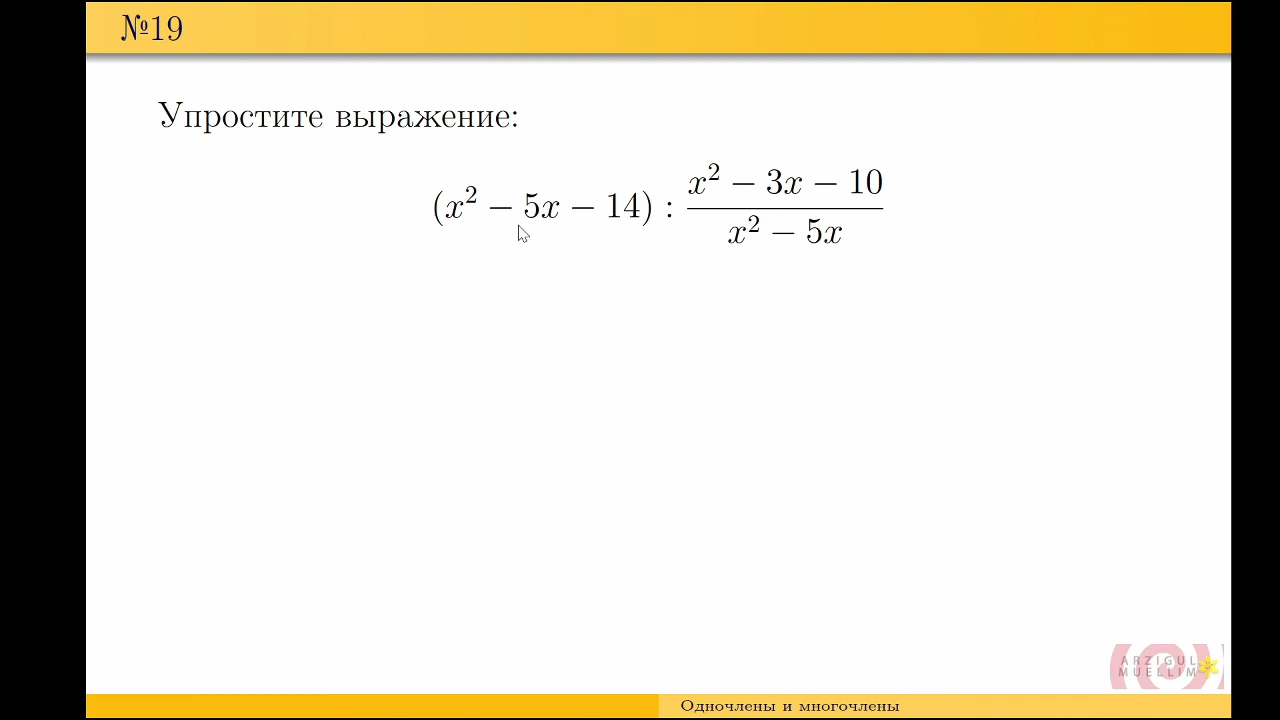 №19
Упростите выражение:
(x² − 5x − 14) : (x² − 3x − 10)/(x² − 5x)
ARZIGUL
MUELLIM
Одночлены и многочлены